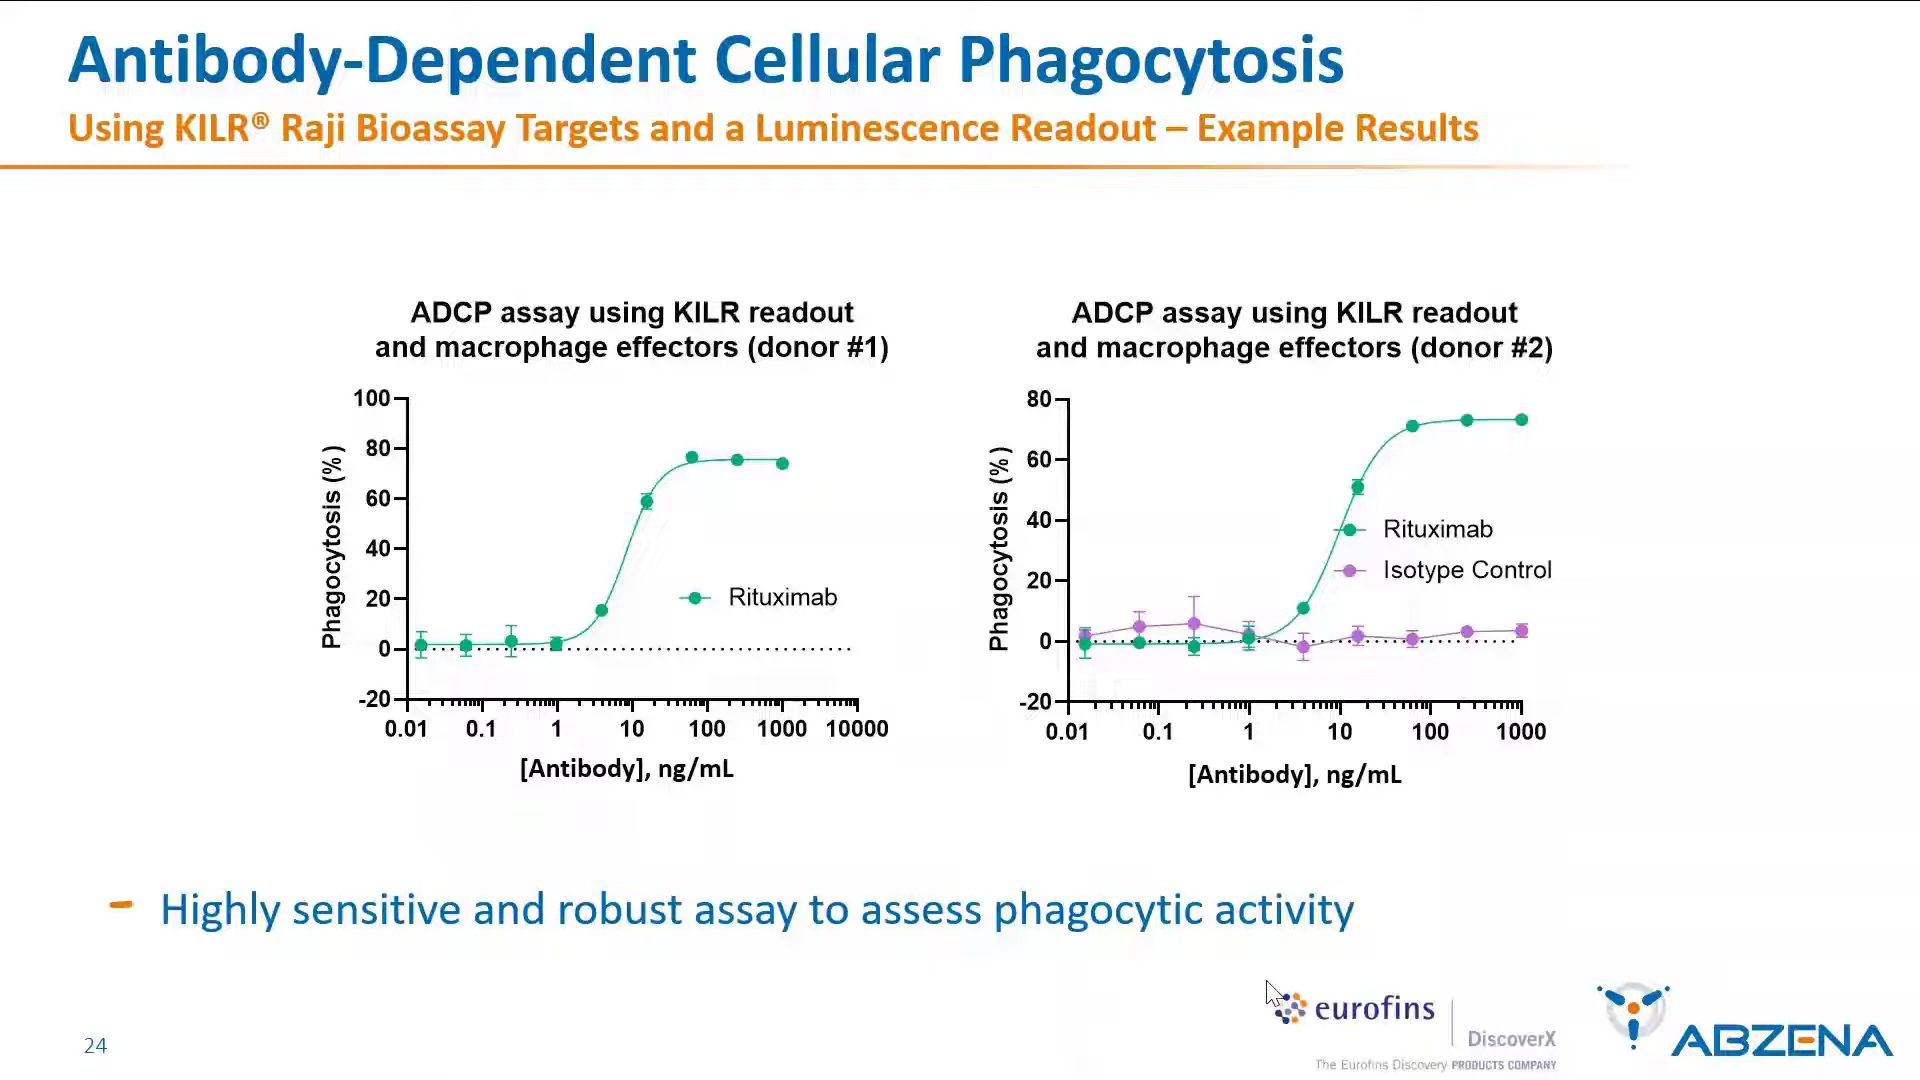 Antibody-Dependent Cellular Phagocytosis
Using KILR® Raji Bioassay Targets and a Luminescence Readout – Example Results
ADCP assay using KILR readout
and macrophage effectors (donor #1)
100
80
60
40
20
0
-20
Phagocytosis (%)
Rituximab
0.01 0.1 1 10 100 1000 10000
[Antibody], ng/mL
ADCP assay using KILR readout
and macrophage effectors (donor #2)
80
60
40
20
0
-20
Phagocytosis (%)
Rituximab
Isotype Control
0.01 0.1 1 10 100 1000
[Antibody], ng/mL
– Highly sensitive and robust assay to assess phagocytic activity
24
eurofins
DiscoverX
The Eurofins Discovery PRODUCTS COMPANY
ABZENA